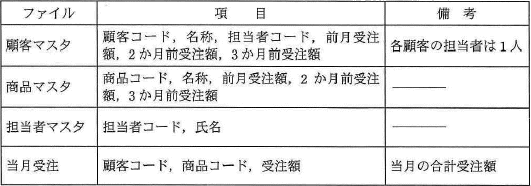 ファイル 項 目 備 考
顧客マスタ 顧客コード，名称，担当者コード，前月受注額，2か月前受注額，3か月前受注額 各顧客の担当者は1人
商品マスタ 商品コード，名称，前月受注額，2か月前受注額，3か月前受注額 ———
担当者マスタ 担当者コード，氏名 ———
当月受注 顧客コード，商品コード，受注額 当月の合計受注額